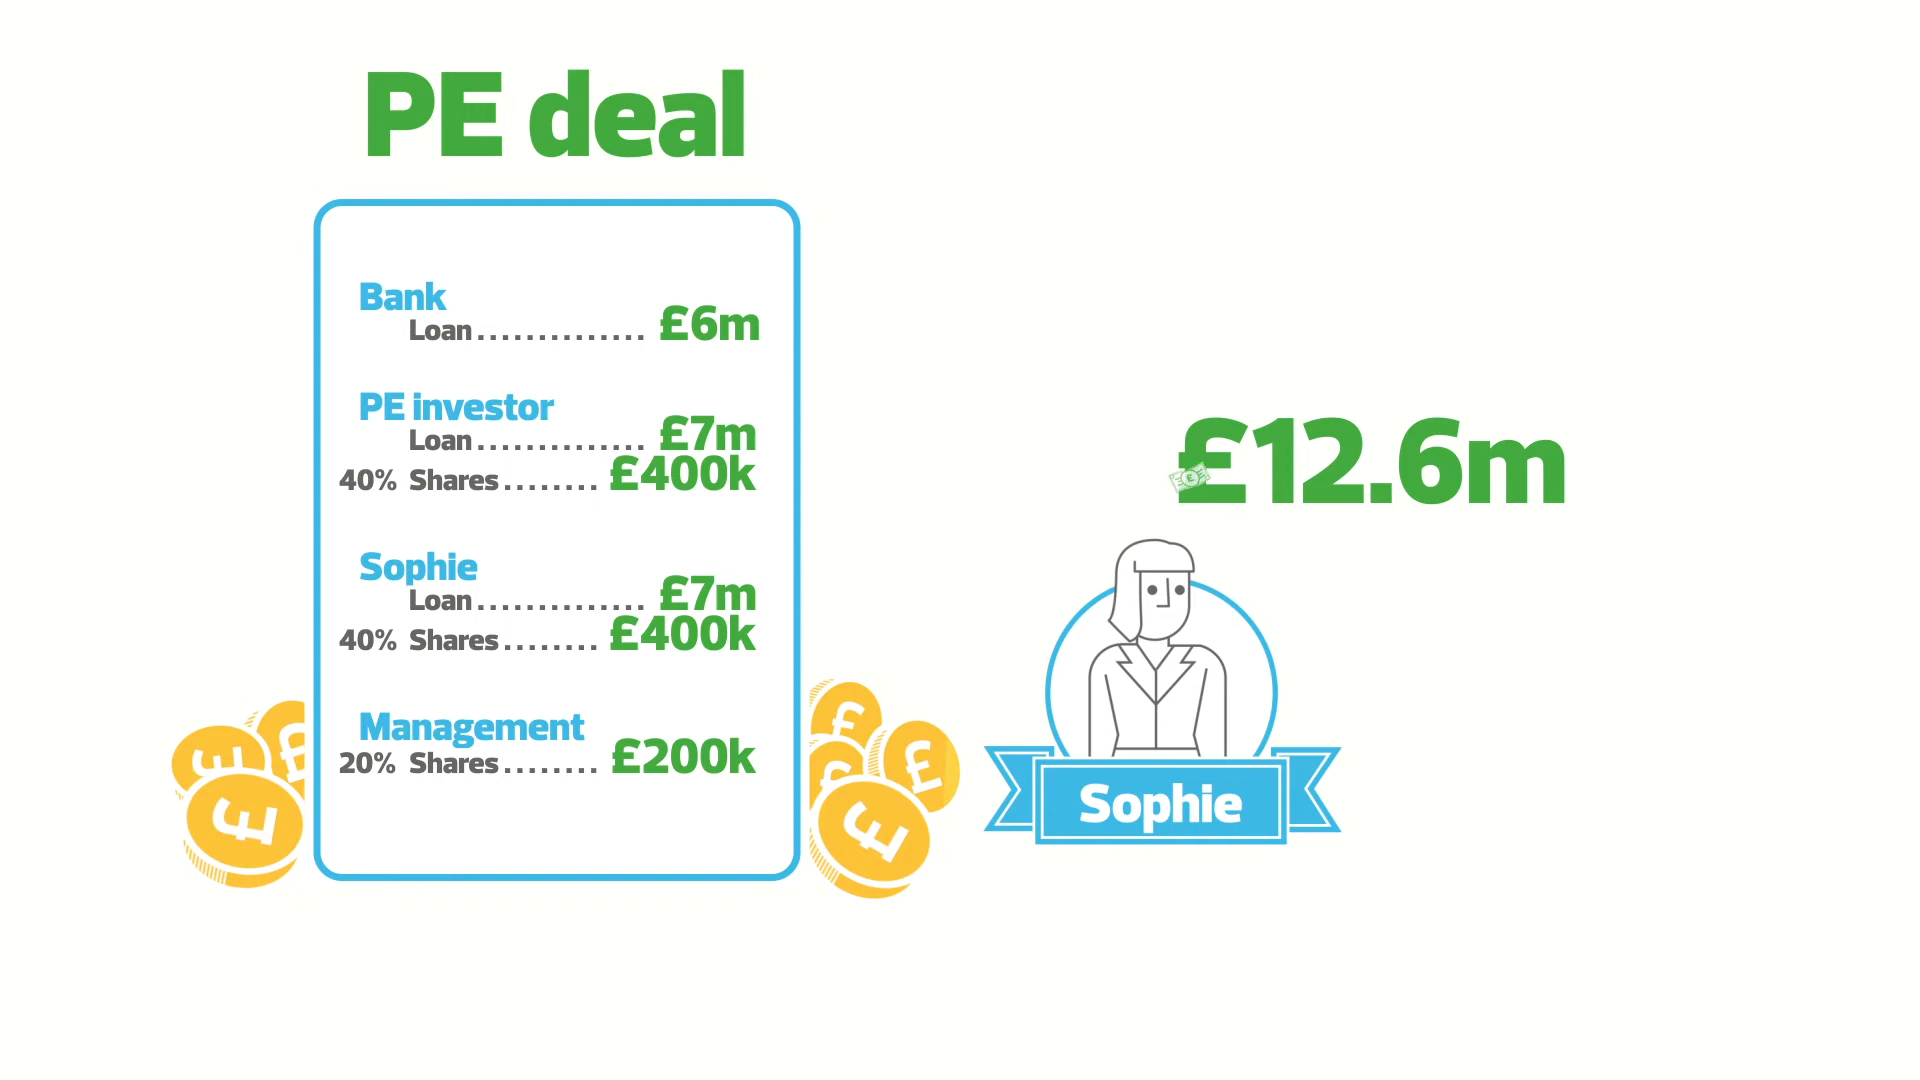 PE deal
Bank
Loan.............. £6m
PE investor
Loan.............. £7m
40% Shares........ £400k
Sophie
Loan.............. £7m
40% Shares........ £400k
Management
20% Shares........ £200k
£12.6m
Sophie
£
£
£
£
£
£
£